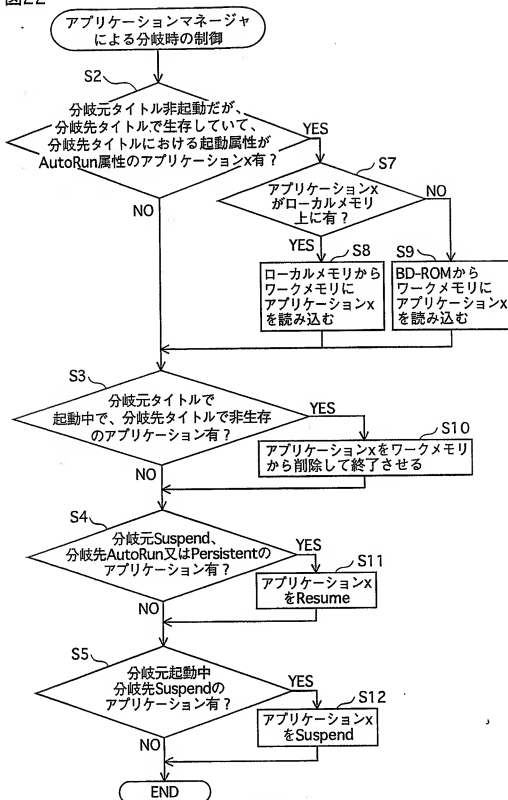 図22
アプリケーションマネージャ
による分岐時の制御
S2
分岐元タイトル非起動だが、
分岐先タイトルで生存していて、
分岐先タイトルにおける起動属性が
AutoRun属性のアプリケーションx有？
YES
NO
S7
アプリケーションx
がローカルメモリ
上に有？
NO
YES
S8
ローカルメモリから
ワークメモリに
アプリケーションx
を読み込む
S9
BD-ROMから
ワークメモリに
アプリケーションx
を読み込む
S3
分岐元タイトルで
起動中で、分岐先タイトルで非生存
のアプリケーション有？
YES
NO
S10
アプリケーションxをワークメモリ
から削除して終了させる
S4
分岐元Suspend、
分岐先AutoRun又はPersistentの
アプリケーション有？
YES
NO
S11
アプリケーションx
をResume
S5
分岐元起動中
分岐先Suspendの
アプリケーション有？
YES
NO
S12
アプリケーションx
をSuspend
END